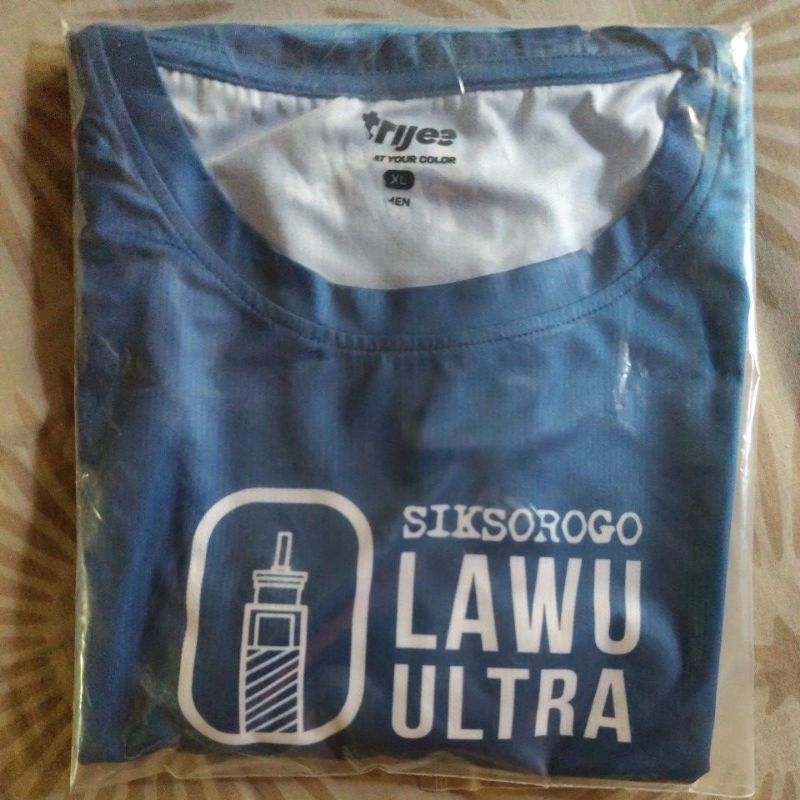 trijee
AT YOUR COLOR
XL
MEN
SIKSOROGO
LAWU
ULTRA